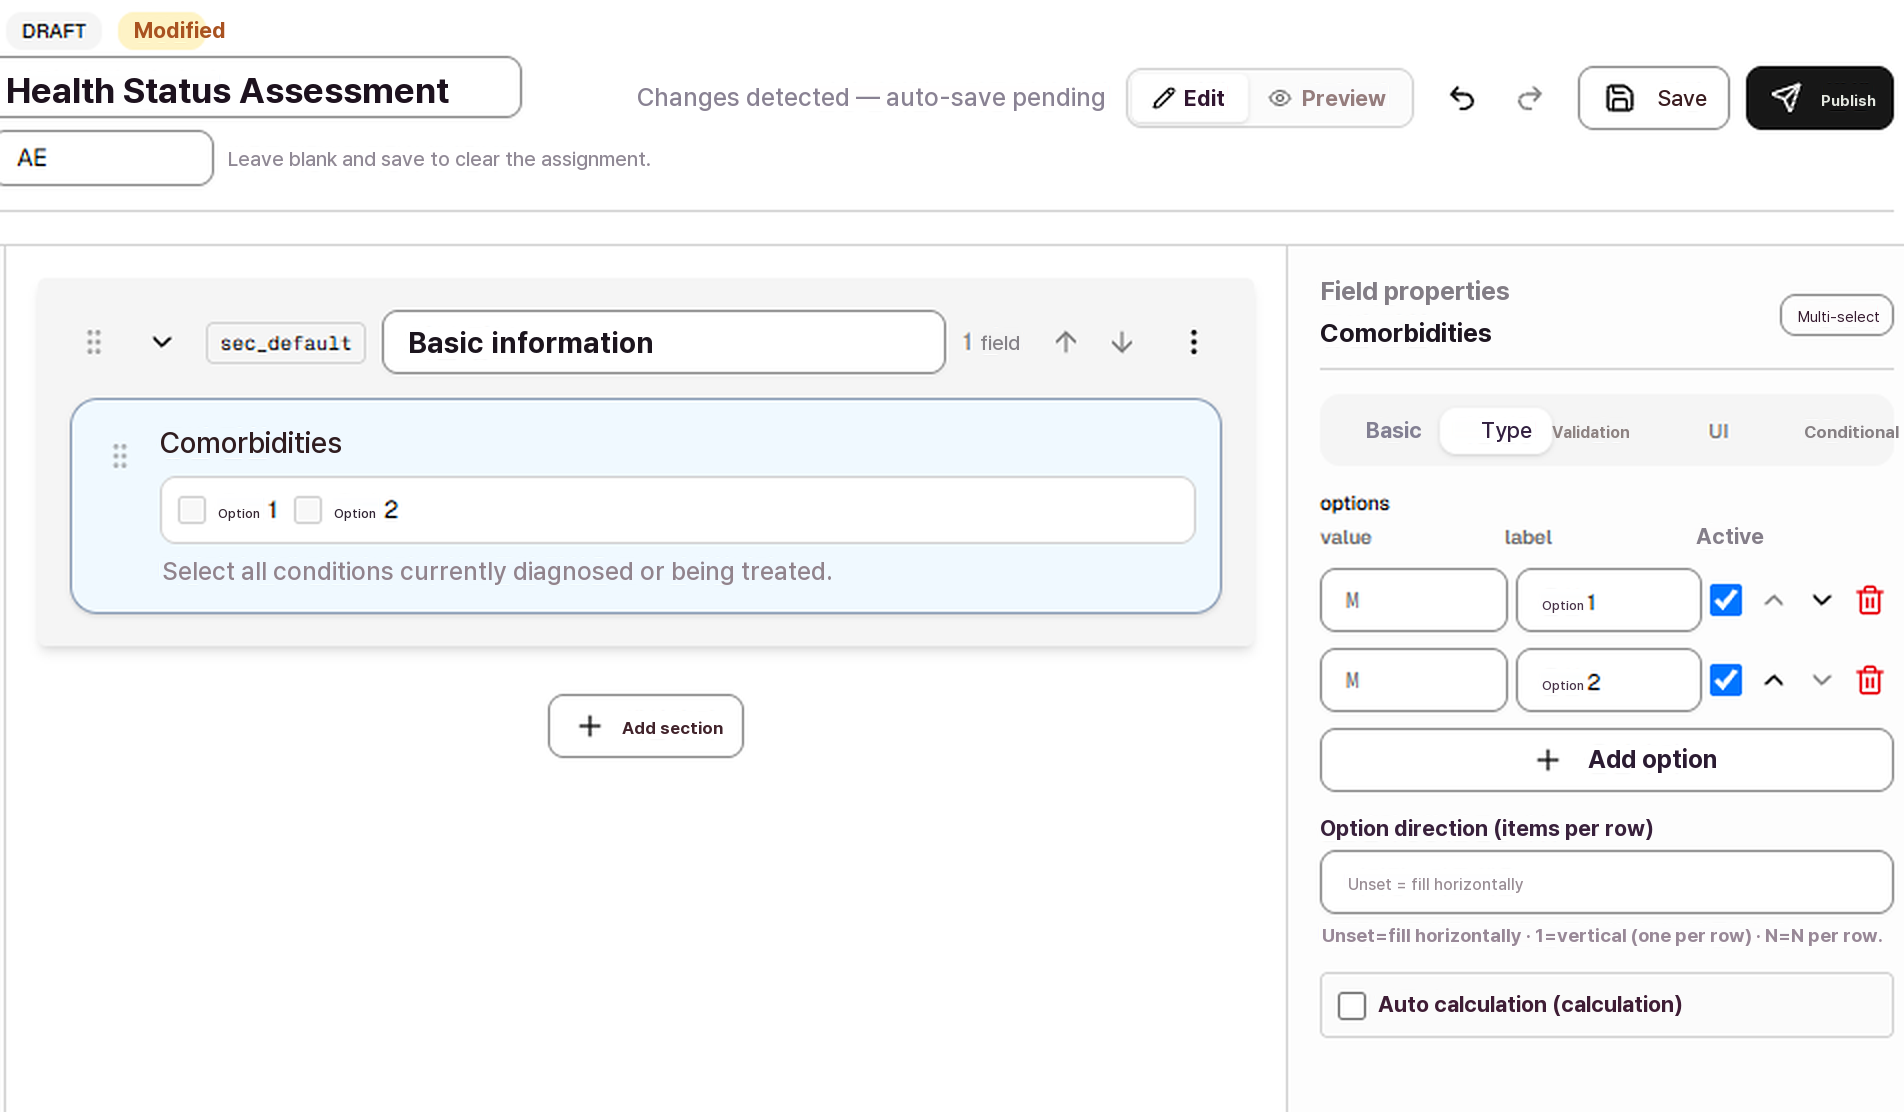 DRAFT Modified
Health Status Assessment
Changes detected — auto-save pending
Edit
Preview
Save
Publish
AE
Leave blank and save to clear the assignment.
sec_default
Basic information
1 field
Comorbidities
Option 1
Option 2
Select all conditions currently diagnosed or being treated.
Add section
Field properties
Comorbidities
Multi-select
Basic
Type
Validation
UI
Conditional
options
value
label
Active
M
Option 1
M
Option 2
Add option
Option direction (items per row)
Unset = fill horizontally
Unset=fill horizontally · 1=vertical (one per row) · N=N per row.
Auto calculation (calculation)